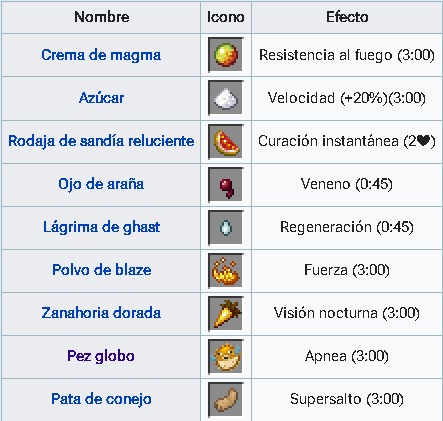 Nombre Icono Efecto
Crema de magma Resistencia al fuego (3:00)
Azúcar Velocidad (+20%)(3:00)
Rodaja de sandía reluciente Curación instantánea (2♥)
Ojo de araña Veneno (0:45)
Lágrima de ghast Regeneración (0:45)
Polvo de blaze Fuerza (3:00)
Zanahoria dorada Visión nocturna (3:00)
Pez globo Apnea (3:00)
Pata de conejo Supersalto (3:00)